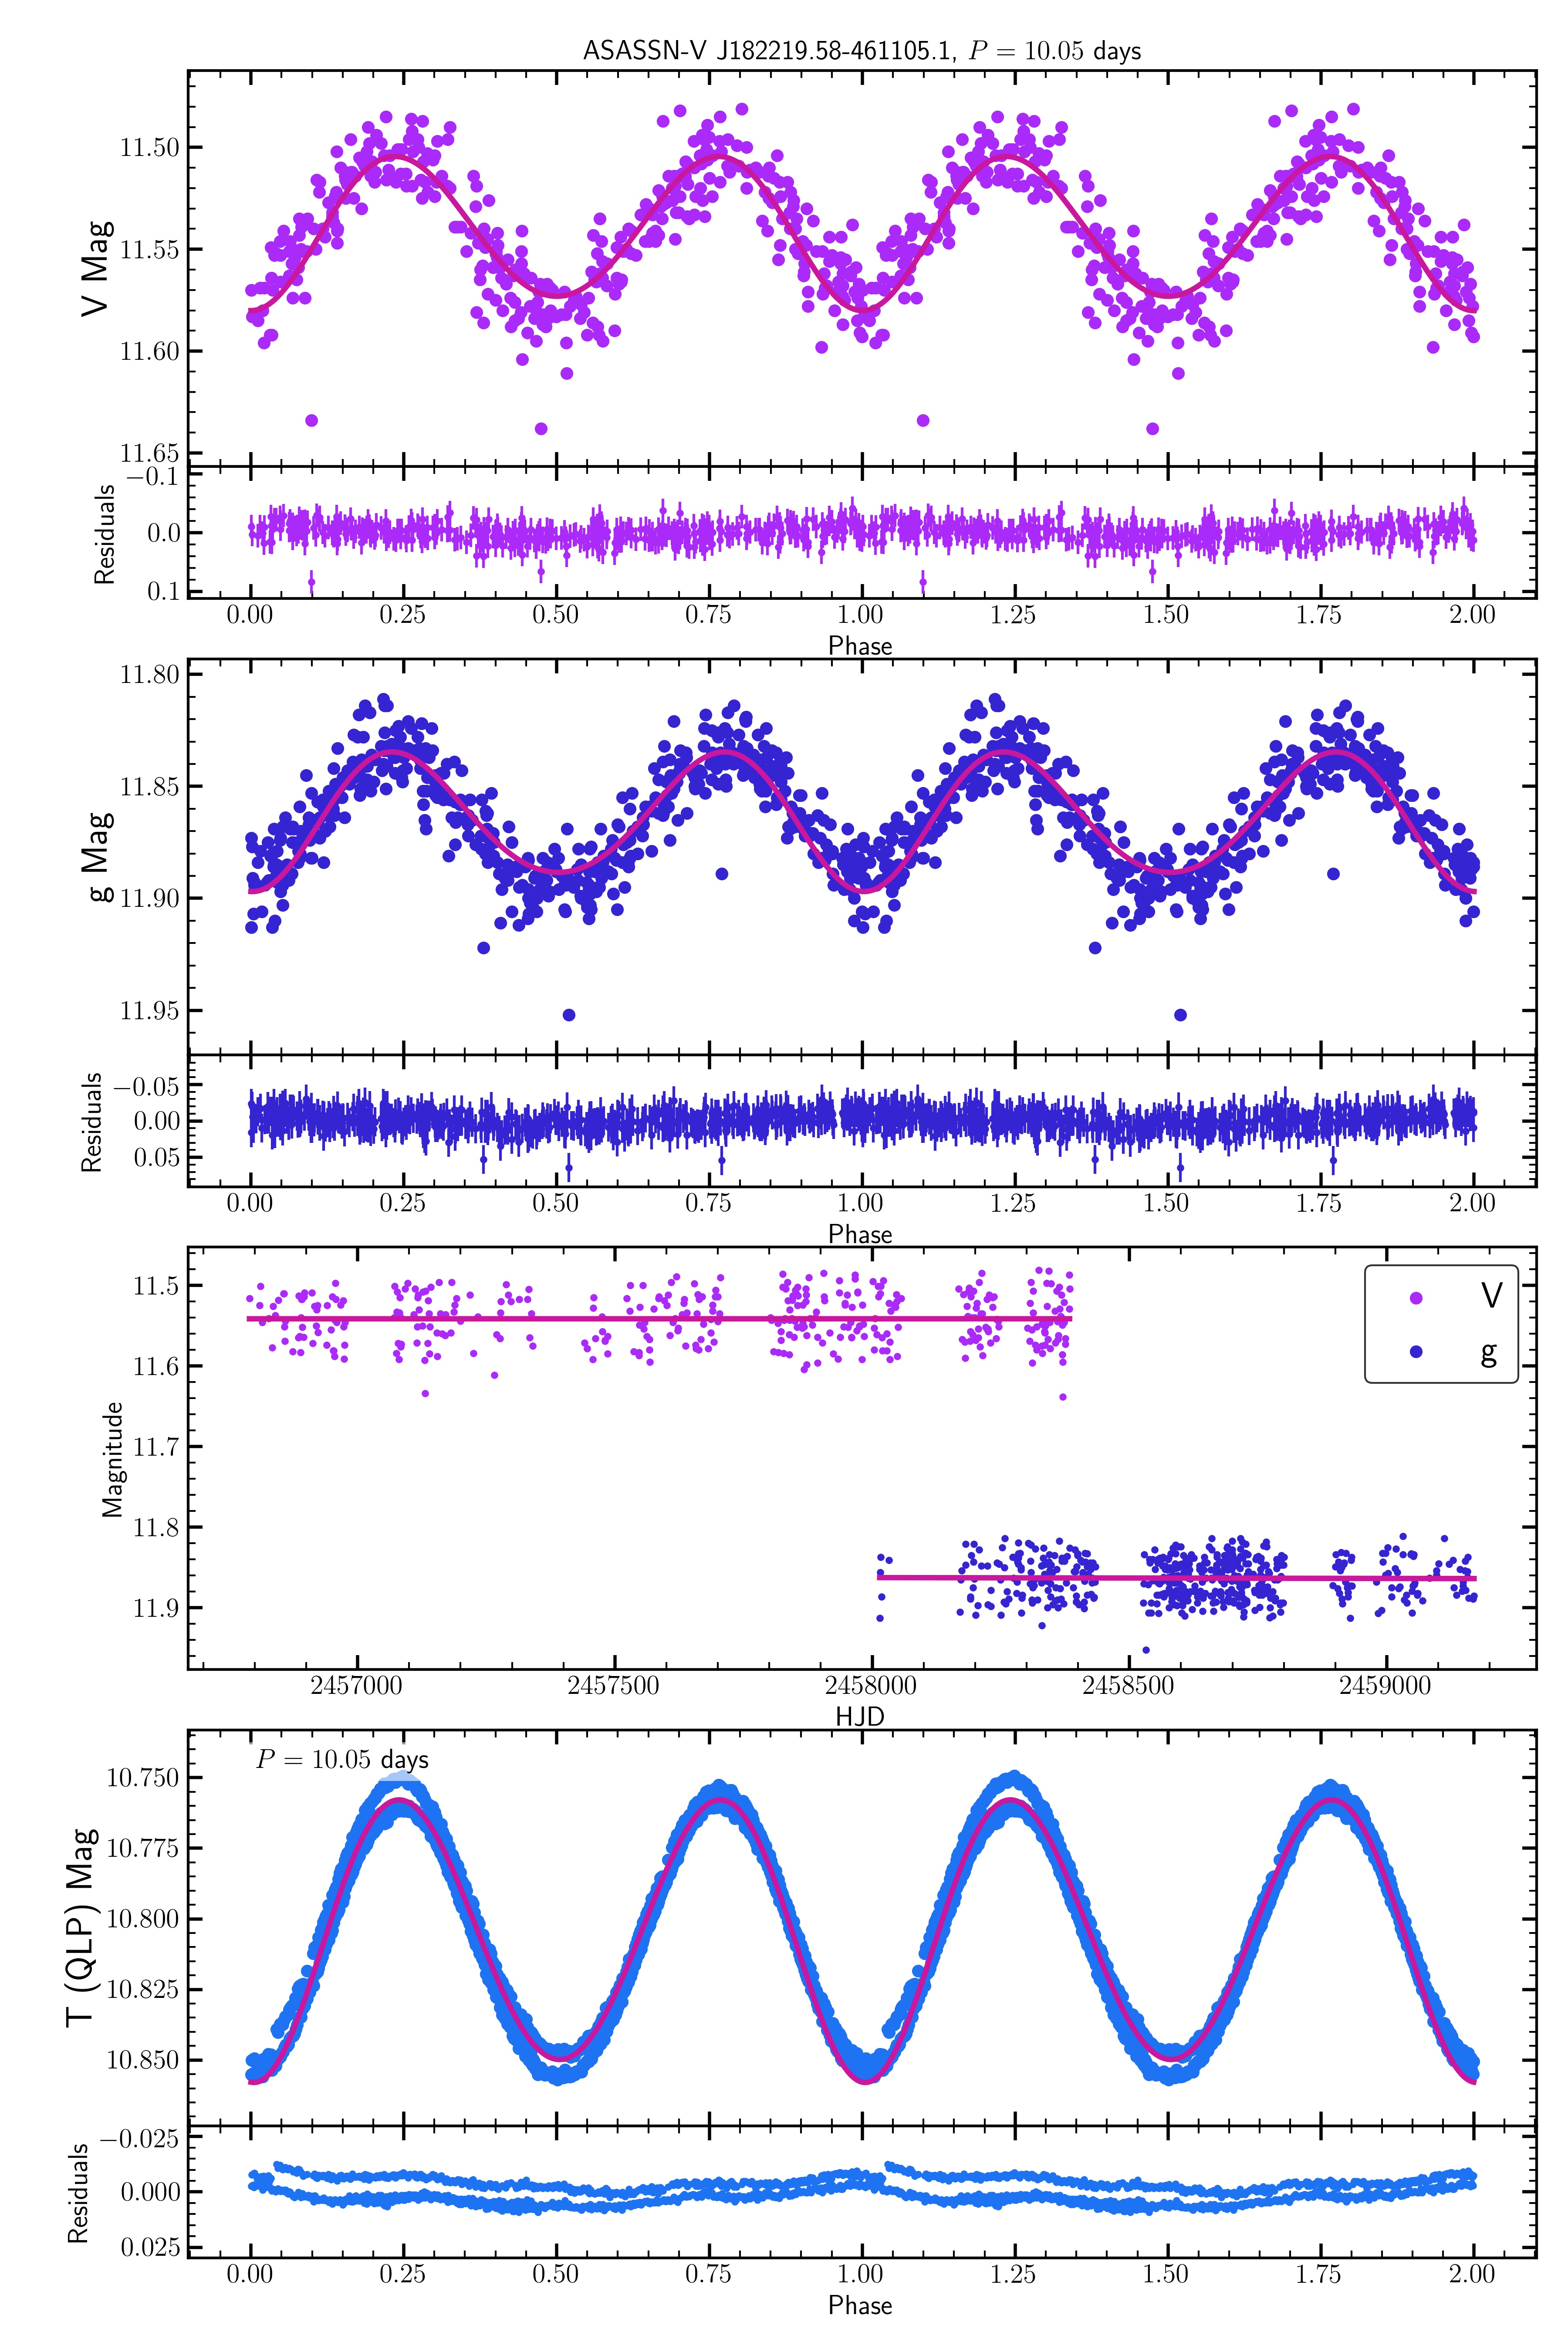 ASASSN-V J182219.58-461105.1, P = 10.05 days
V Mag
11.50
11.55
11.60
11.65
Residuals
−0.1
0.0
0.1
0.00 0.25 0.50 0.75 1.00 1.25 1.50 1.75 2.00
Phase
g Mag
11.80
11.85
11.90
11.95
Residuals
−0.05
0.00
0.05
0.00 0.25 0.50 0.75 1.00 1.25 1.50 1.75 2.00
Phase
Magnitude
11.5
11.6
11.7
11.8
11.9
V
g
2457000 2457500 2458000 2458500 2459000
HJD
P = 10.05 days
T (QLP) Mag
10.750
10.775
10.800
10.825
10.850
Residuals
−0.025
0.000
0.025
0.00 0.25 0.50 0.75 1.00 1.25 1.50 1.75 2.00
Phase